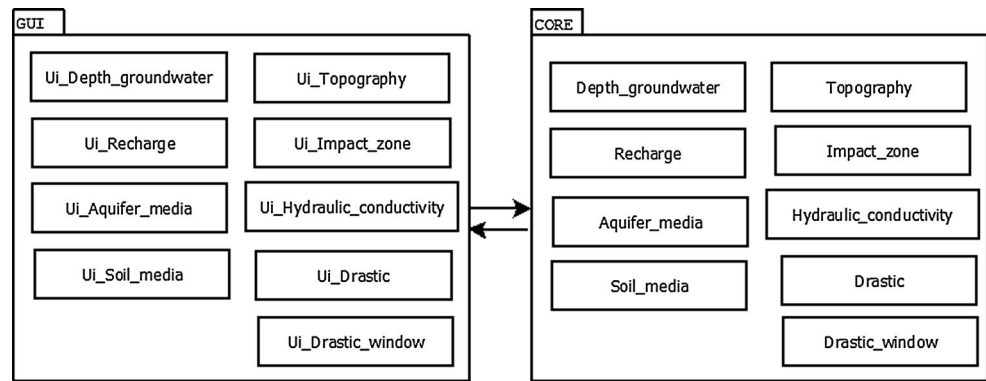 GUI
Ui_Depth_groundwater
Ui_Topography
Ui_Recharge
Ui_Impact_zone
Ui_Aquifer_media
Ui_Hydraulic_conductivity
Ui_Soil_media
Ui_Drastic
Ui_Drastic_window
CORE
Depth_groundwater
Topography
Recharge
Impact_zone
Aquifer_media
Hydraulic_conductivity
Soil_media
Drastic
Drastic_window